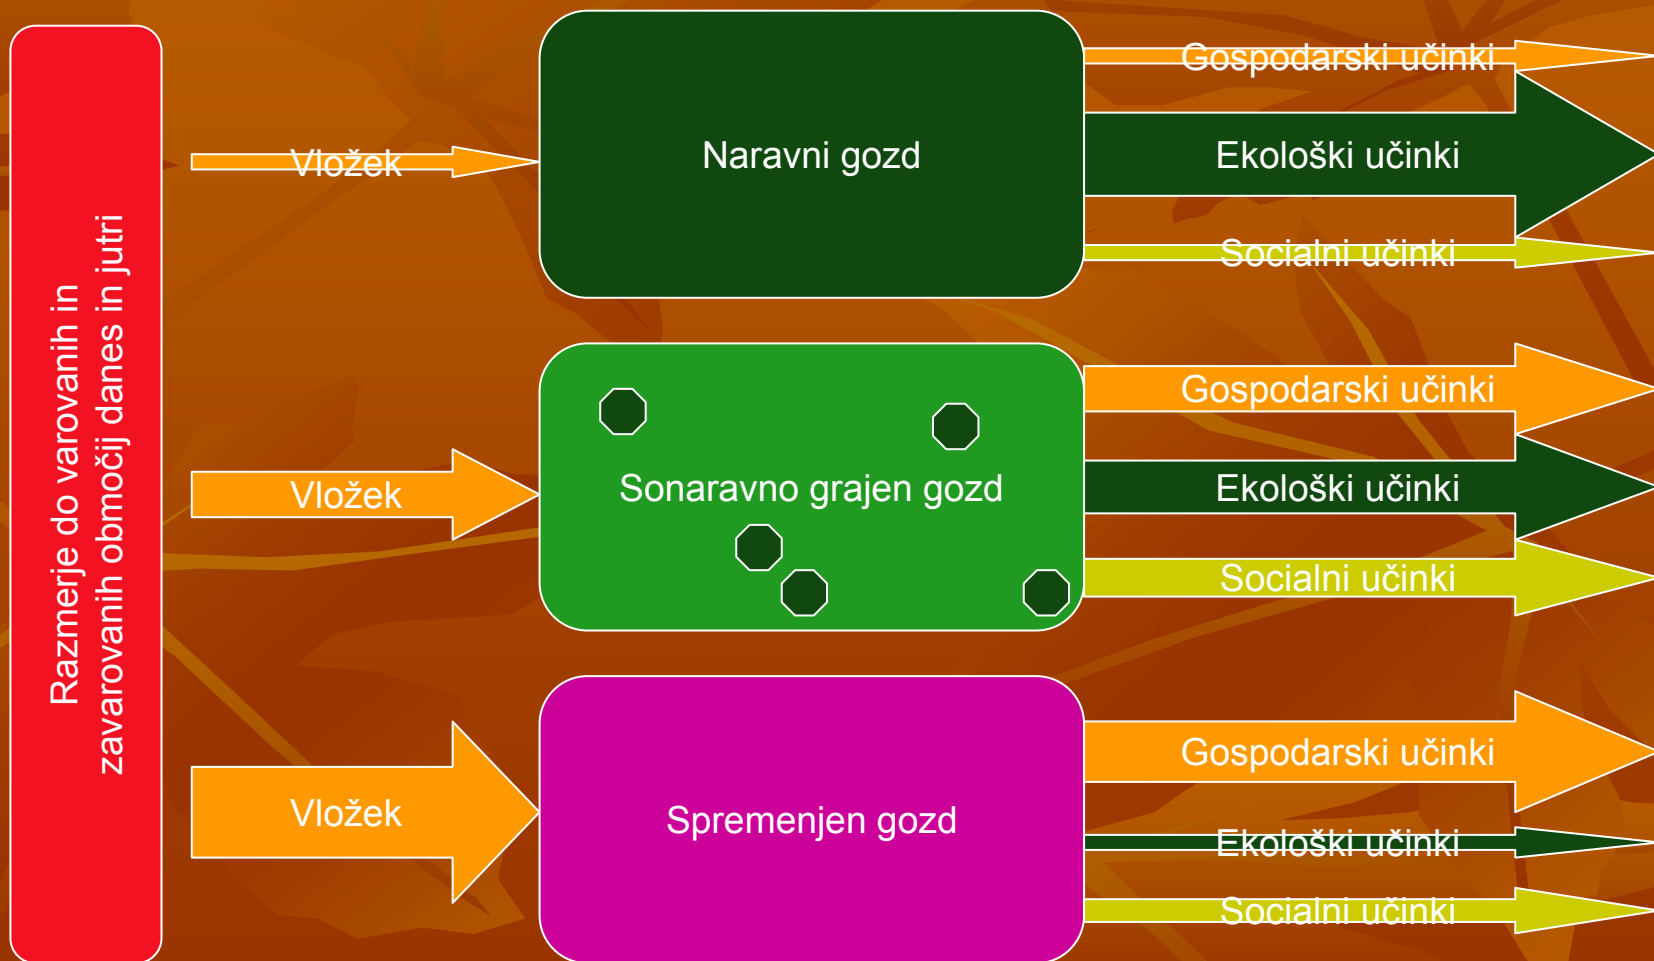 Razmerje do varovanih in
zavarovanih območij danes in jutri
Vložek
Naravni gozd
Gospodarski učinki
Ekološki učinki
Socialni učinki
Vložek
Sonaravno grajen gozd
Gospodarski učinki
Ekološki učinki
Socialni učinki
Vložek
Spremenjen gozd
Gospodarski učinki
Ekološki učinki
Socialni učinki